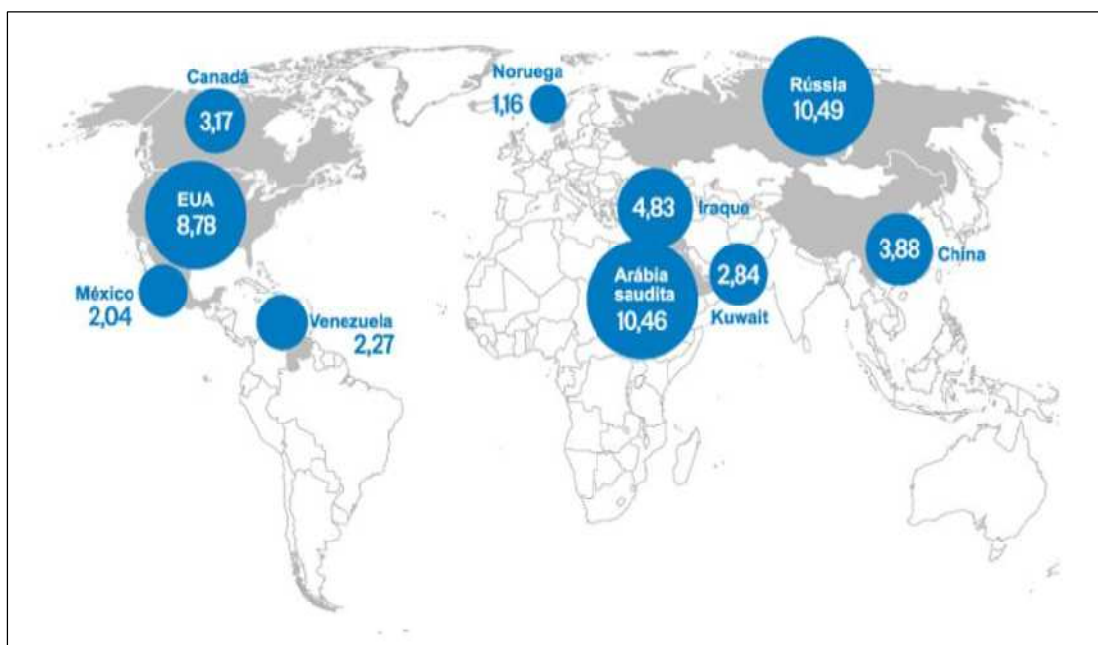 Canadá
3,17
EUA
8,78
México
2,04
Venezuela
2,27
Noruega
1,16
Rússia
10,49
4,83
Iraque
Arábia
saudita
10,46
2,84
Kuwait
3,88
China